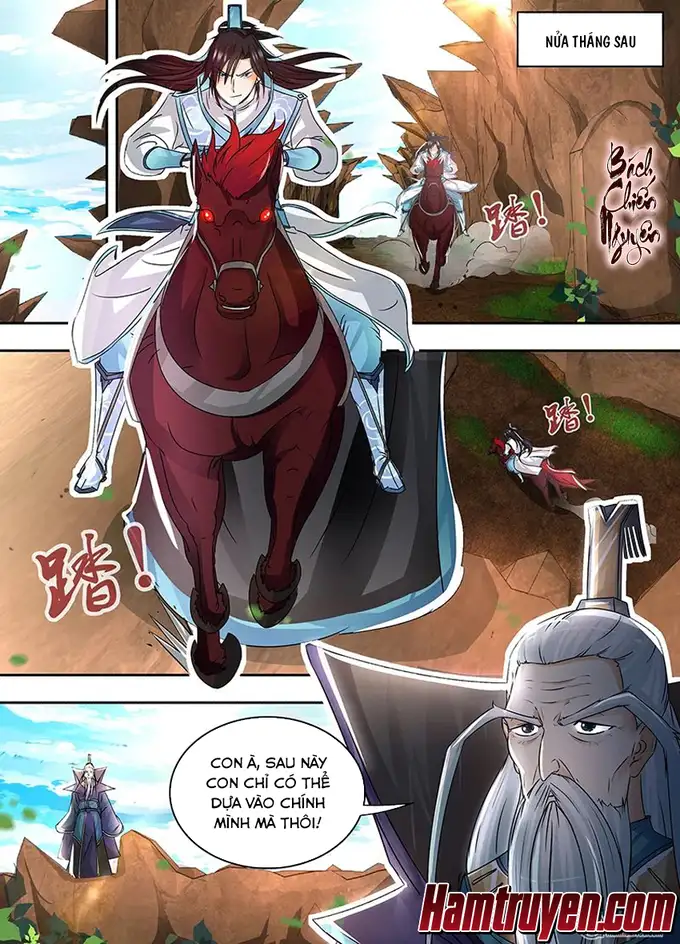 NỬA THÁNG SAU
Bách
Chiến
Nguyên
踏!
踏!
踏!
CON À, SAU NÀY
CON CHỈ CÓ THỂ
DỰA VÀO CHÍNH
MÌNH MÀ THÔI!
Hamtruyen.com